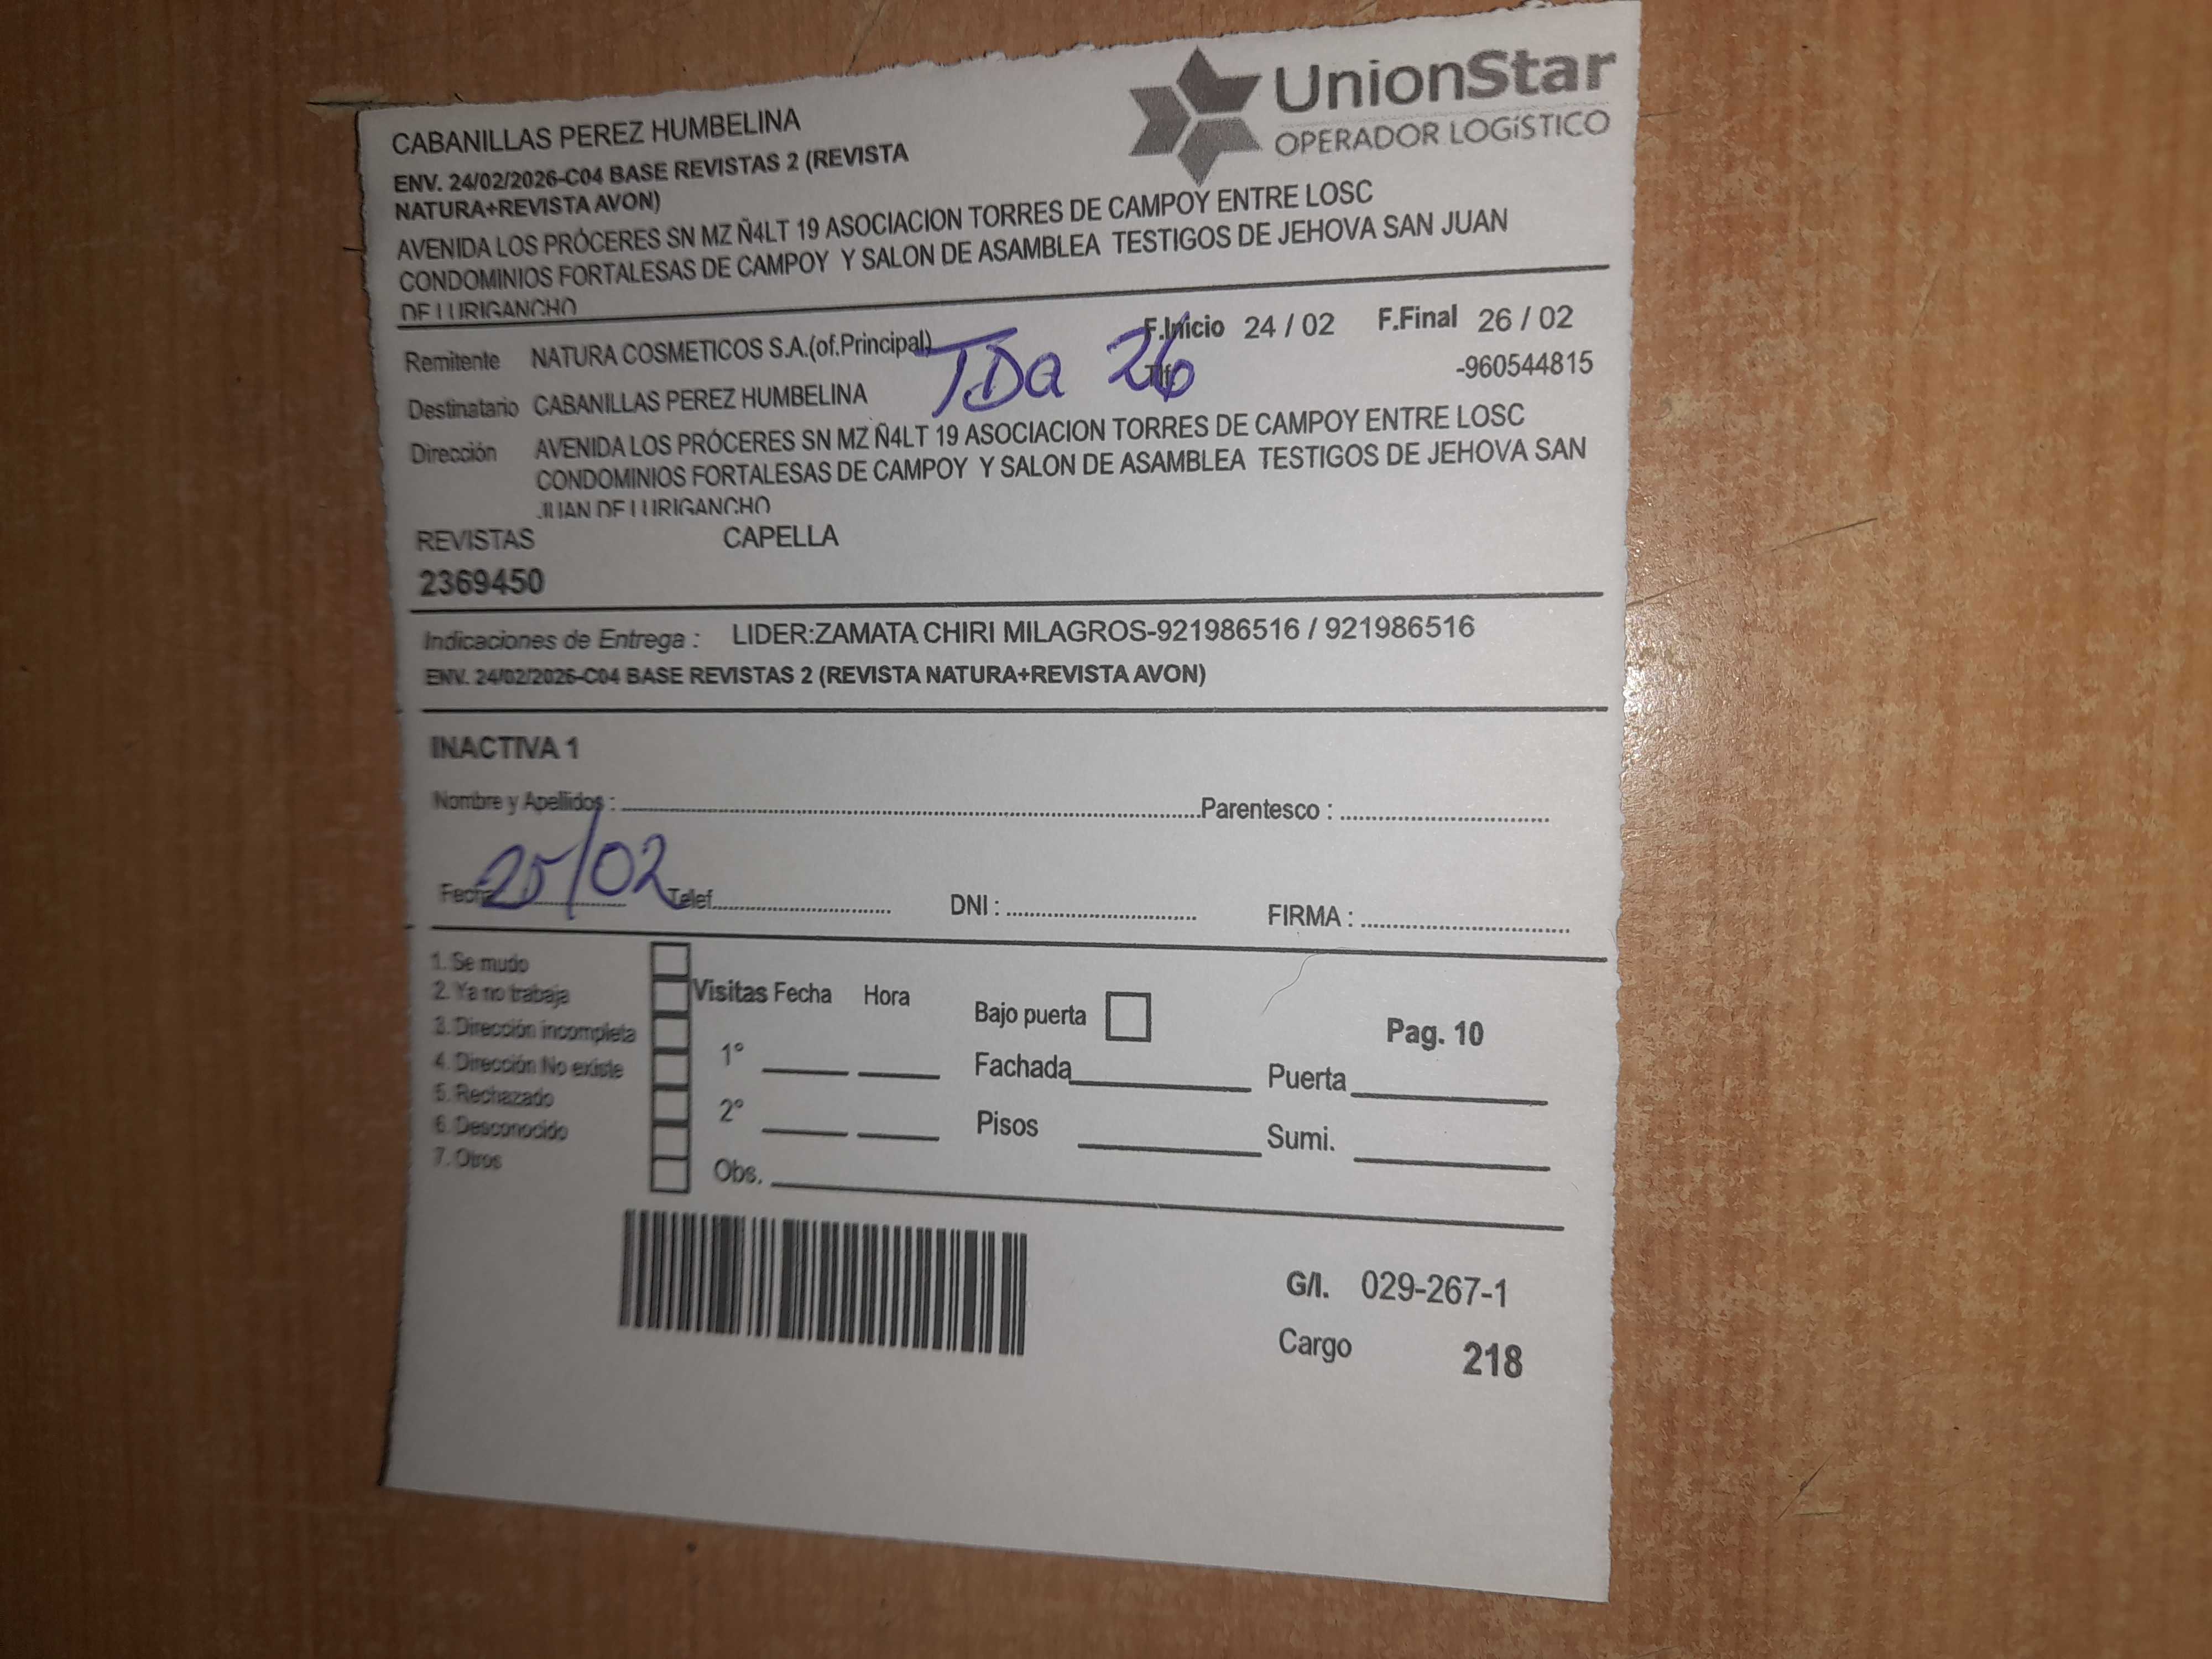 UnionStar
OPERADOR LOGíSTICO
CABANILLAS PEREZ HUMBELINA
ENV. 24/02/2026-C04 BASE REVISTAS 2 (REVISTA
NATURA+REVISTA AVON)
AVENIDA LOS PRÓCERES SN MZ Ñ4LT 19 ASOCIACION TORRES DE CAMPOY ENTRE LOSC
CONDOMINIOS FORTALESAS DE CAMPOY Y SALON DE ASAMBLEA TESTIGOS DE JEHOVA SAN JUAN
DE LURIGANCHO
Remitente NATURA COSMETICOS S.A.(of.Principal) F.Inicio 24 / 02 F.Final 26 / 02
TDa 26
Destinatario CABANILLAS PEREZ HUMBELINA Tlf: -960544815
Dirección AVENIDA LOS PRÓCERES SN MZ Ñ4LT 19 ASOCIACION TORRES DE CAMPOY ENTRE LOSC
CONDOMINIOS FORTALESAS DE CAMPOY Y SALON DE ASAMBLEA TESTIGOS DE JEHOVA SAN
JUAN DE LURIGANCHO
REVISTAS CAPELLA
2369450
Indicaciones de Entrega : LIDER:ZAMATA CHIRI MILAGROS-921986516 / 921986516
ENV. 24/02/2026-C04 BASE REVISTAS 2 (REVISTA NATURA+REVISTA AVON)
INACTIVA 1
Nombre y Apellidos : Parentesco :
Fecha 25/02 Telef. DNI : FIRMA :
1. Se mudo
2. Ya no trabaja
3. Dirección incompleta
4. Dirección No existe
5. Rechazado
6. Desconocido
7. Otros
Visitas Fecha Hora
1°
2°
Obs.
Bajo puerta Pag. 10
Fachada Puerta
Pisos Sumi.
G/I. 029-267-1
Cargo 218